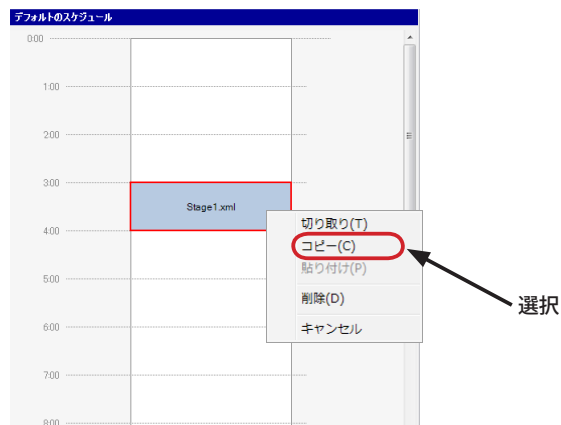 デフォルトのスケジュール
0:00
1:00
2:00
3:00
Stage1.xml
切り取り(T)
4:00
コピー(C)
貼り付け(P)
5:00
削除(D)
選択
6:00
キャンセル
7:00
8:00